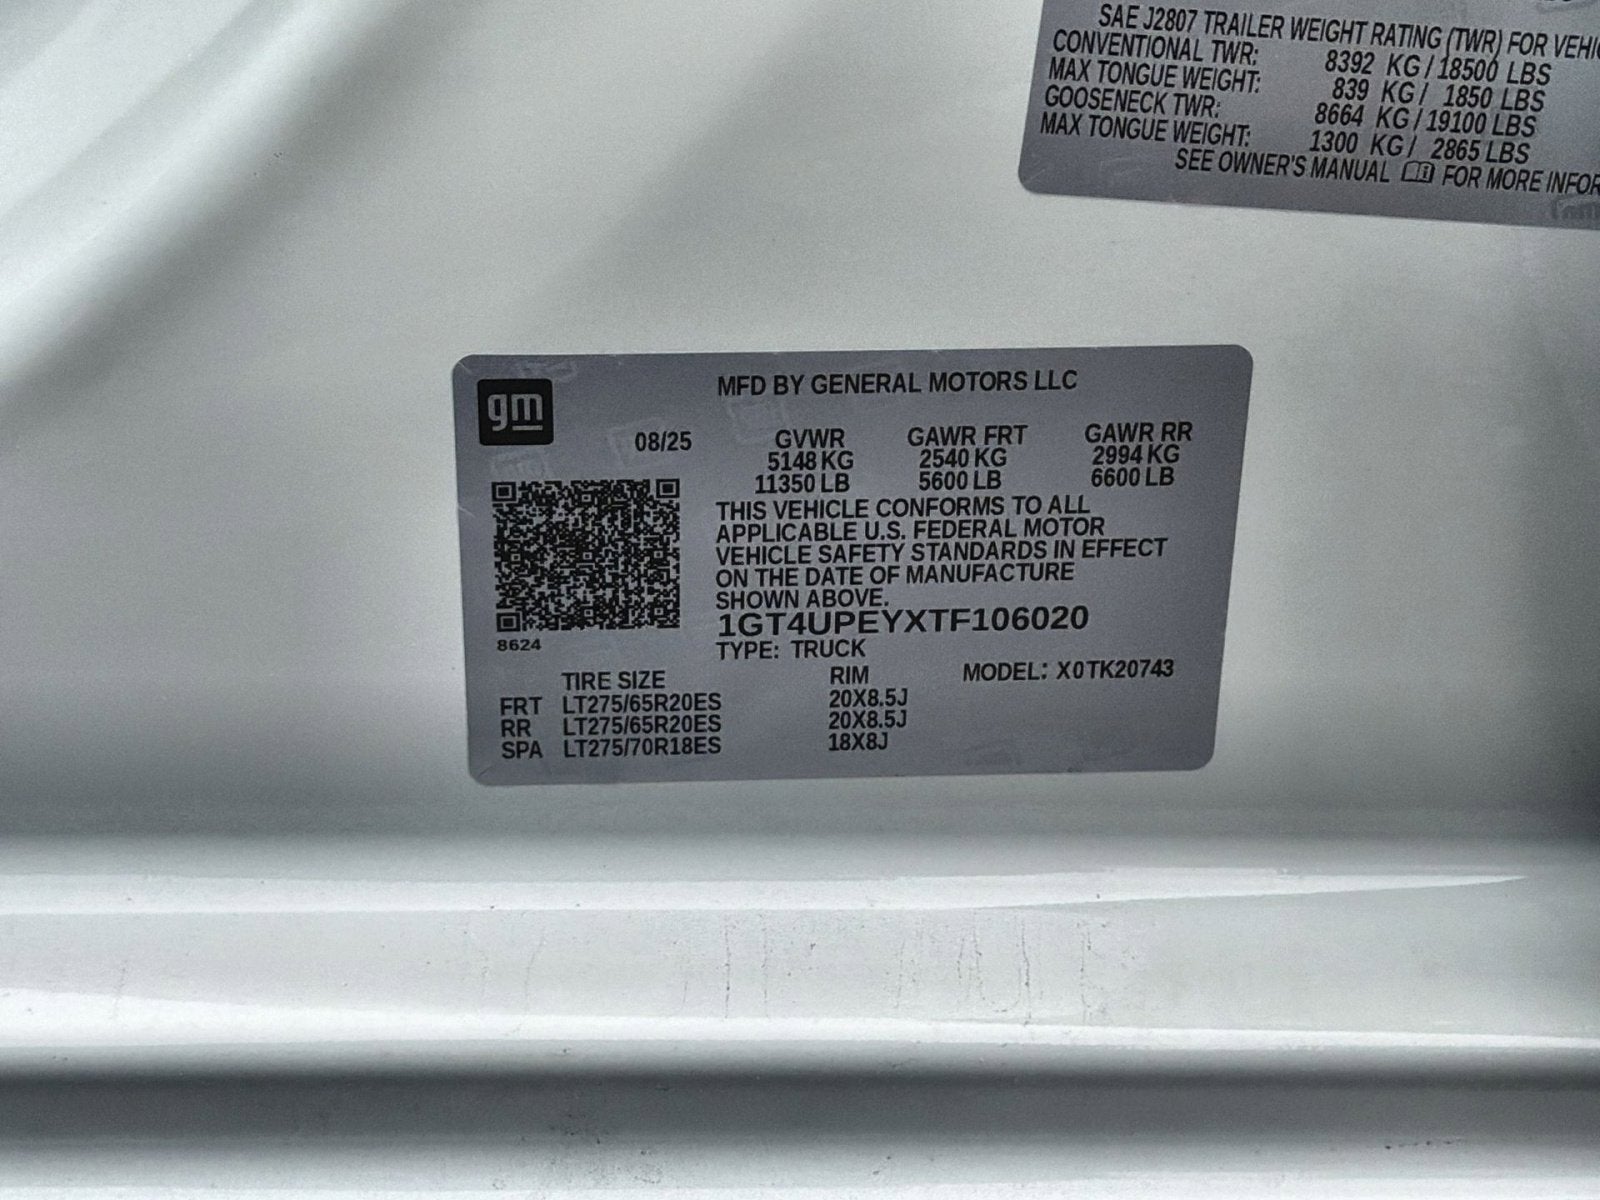 SAE J2807 TRAILER WEIGHT RATING (TWR) FOR
CONVENTIONAL TWR: 8392 KG / 18500 LBS
MAX TONGUE WEIGHT: 839 KG / 1850 LBS
GOOSENECK TWR: 8664 KG / 19100 LBS
MAX TONGUE WEIGHT: 1300 KG / 2865 LBS
SEE OWNER'S MANUAL FOR MORE
gm
MFD BY GENERAL MOTORS LLC
08/25 GVWR GAWR FRT GAWR RR
5148 KG 2540 KG 2994 KG
11350 LB 5600 LB 6600 LB
THIS VEHICLE CONFORMS TO ALL
APPLICABLE U.S. FEDERAL MOTOR
VEHICLE SAFETY STANDARDS IN EFFECT
ON THE DATE OF MANUFACTURE
SHOWN ABOVE.
1GT4UPEYXTF106020
8624
TYPE: TRUCK
TIRE SIZE RIM MODEL: X0TK20743
FRT LT275/65R20ES 20X8.5J
RR LT275/65R20ES 20X8.5J
SPA LT275/70R18ES 18X8J